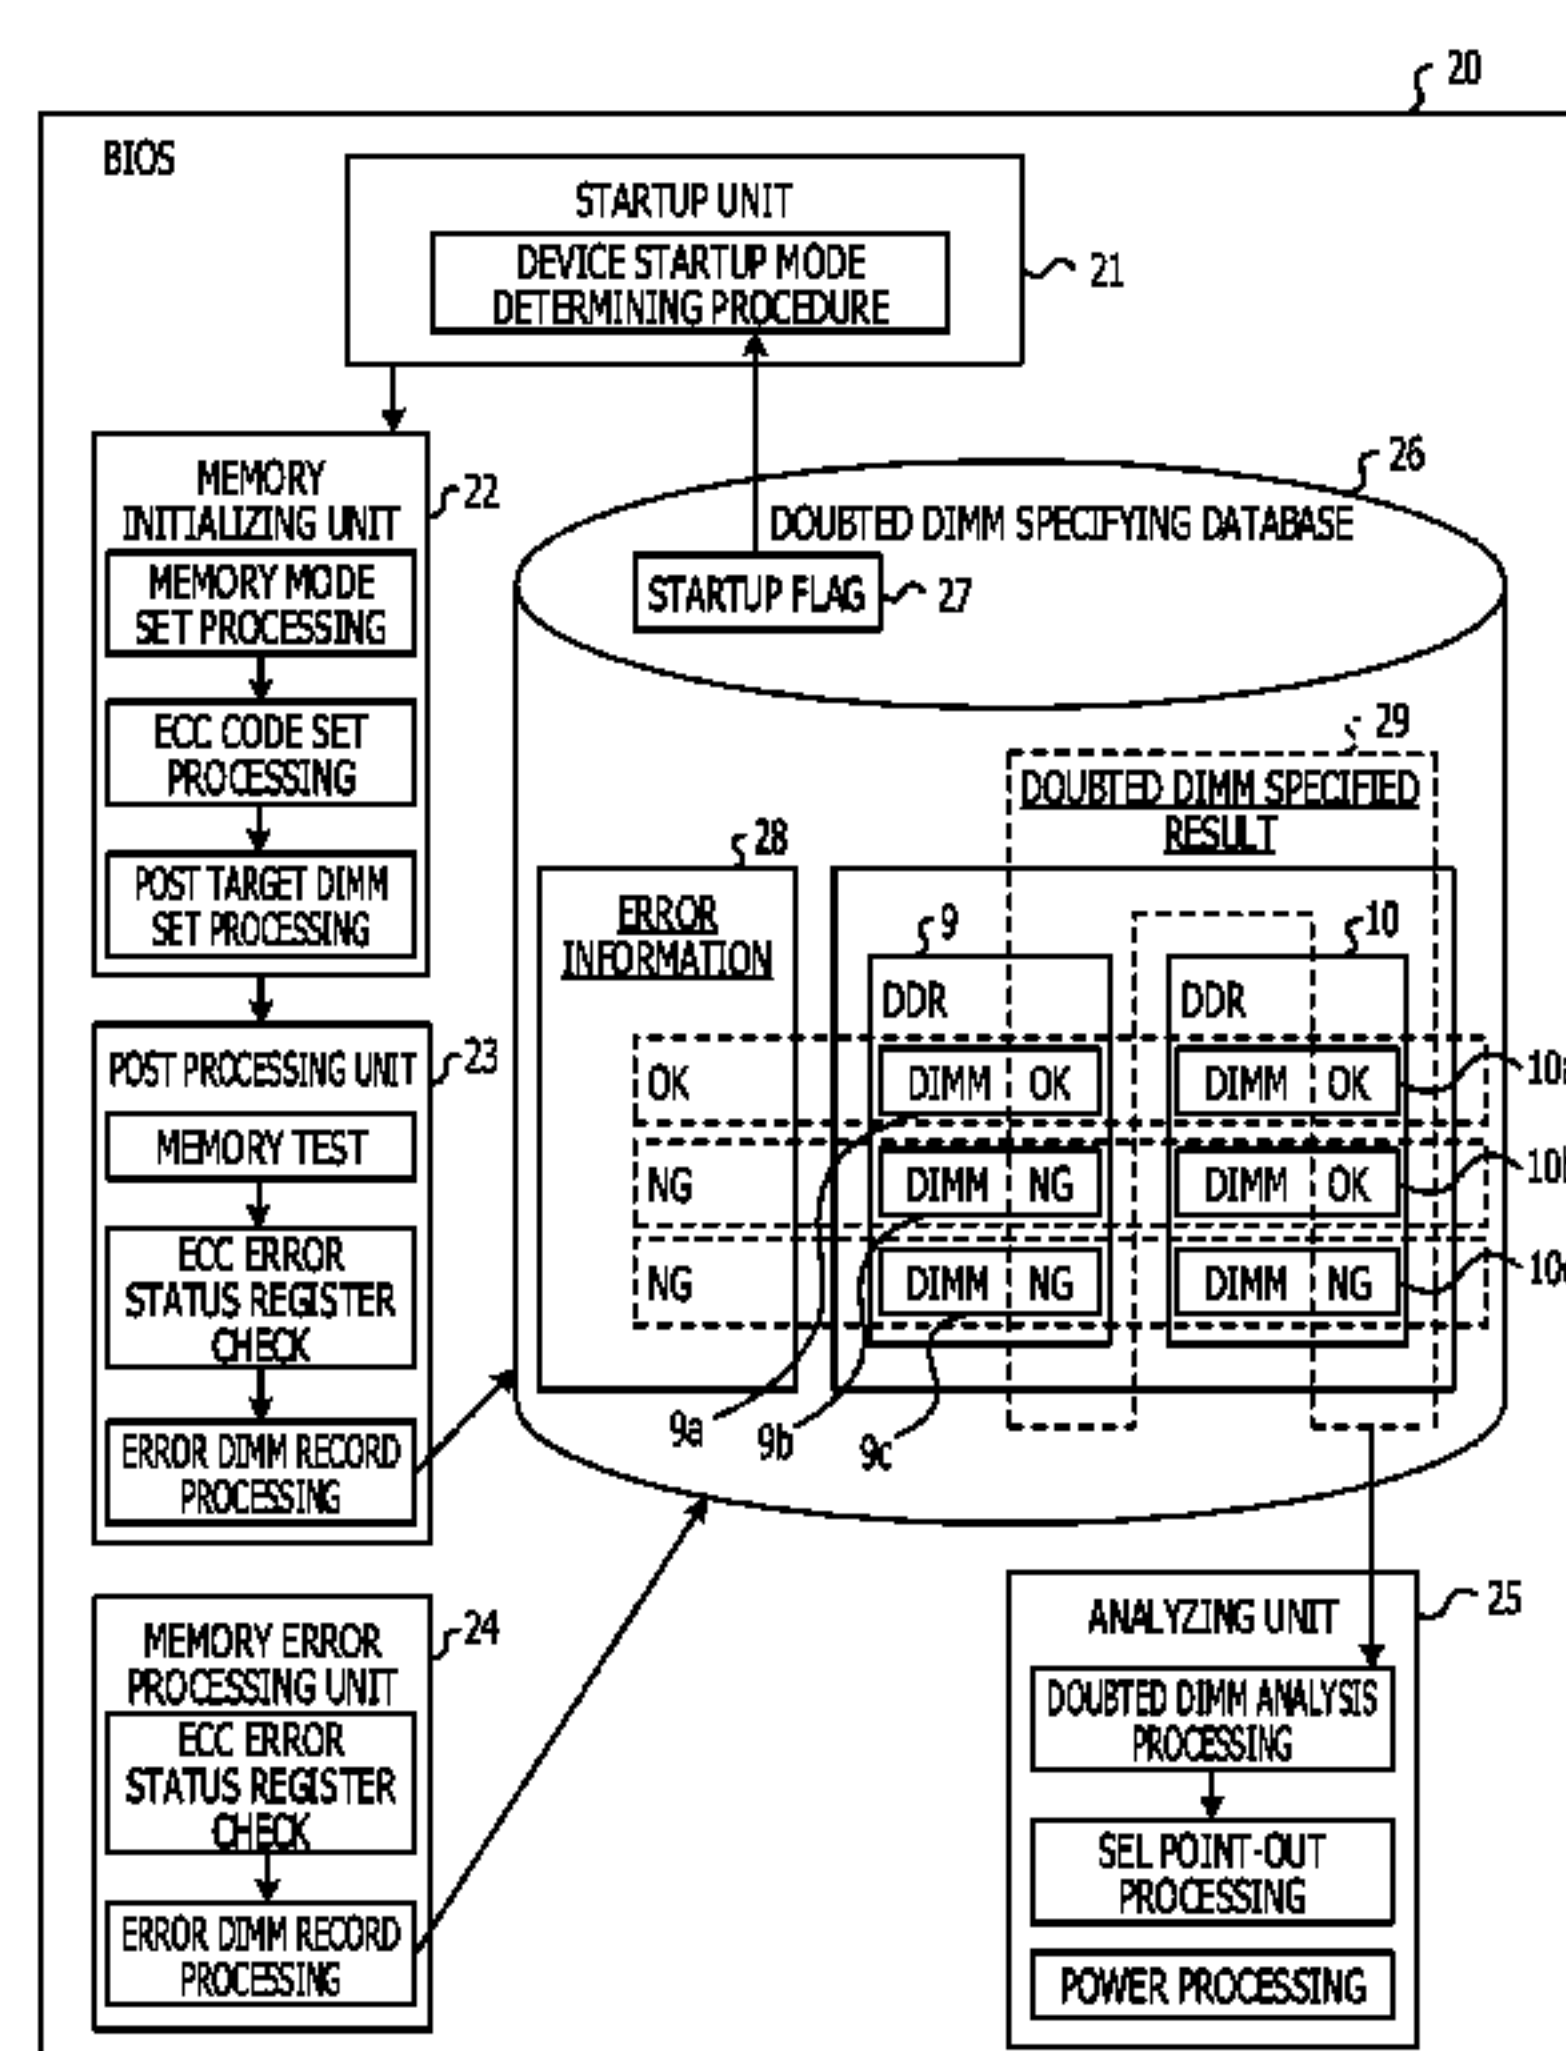 20
BIOS
STARTUP UNIT
DEVICE STARTUP MODE
DETERMINING PROCEDURE
21
MEMORY
INITIALIZING UNIT
22
MEMORY MODE
SET PROCESSING
ECC CODE SET
PROCESSING
POST TARGET DIMM
SET PROCESSING
26
DOUBTED DIMM SPECIFYING DATABASE
STARTUP FLAG
27
29
DOUBTED DIMM SPECIFIED
RESULT
28
ERROR
INFORMATION
9
10
DDR
DDR
OK
DIMM OK
DIMM OK
NG
DIMM NG
DIMM OK
NG
DIMM NG
DIMM NG
9a
9b
9c
POST PROCESSING UNIT
23
MEMORY TEST
ECC ERROR
STATUS REGISTER
CHECK
ERROR DIMM RECORD
PROCESSING
MEMORY ERROR
PROCESSING UNIT
24
ECC ERROR
STATUS REGISTER
CHECK
ERROR DIMM RECORD
PROCESSING
ANALYZING UNIT
25
DOUBTED DIMM ANALYSIS
PROCESSING
SEL POINT-OUT
PROCESSING
POWER PROCESSING